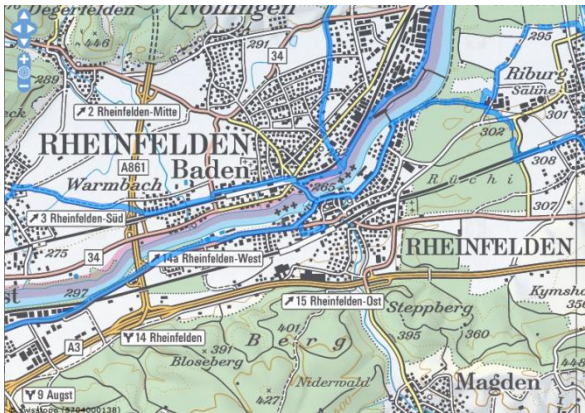 Degerfelden
Nollingen
446
291
34
295
Riburg
Saline
289
2 Rheinfelden-Mitte
302
301
RHEINFELDEN
Baden
A861
308
Warmbach
265
Rüchi
3 Rheinfelden-Süd
307
275
34
14a Rheinfelden-West
RHEINFELDEN
297
15 Rheinfelden-Ost
Steppberg
401
395
360
14 Rheinfelden
A3
391
Bloseberg
Berg
Niderwald
427
Magden
9 Augst
swisstopo (5704000138)